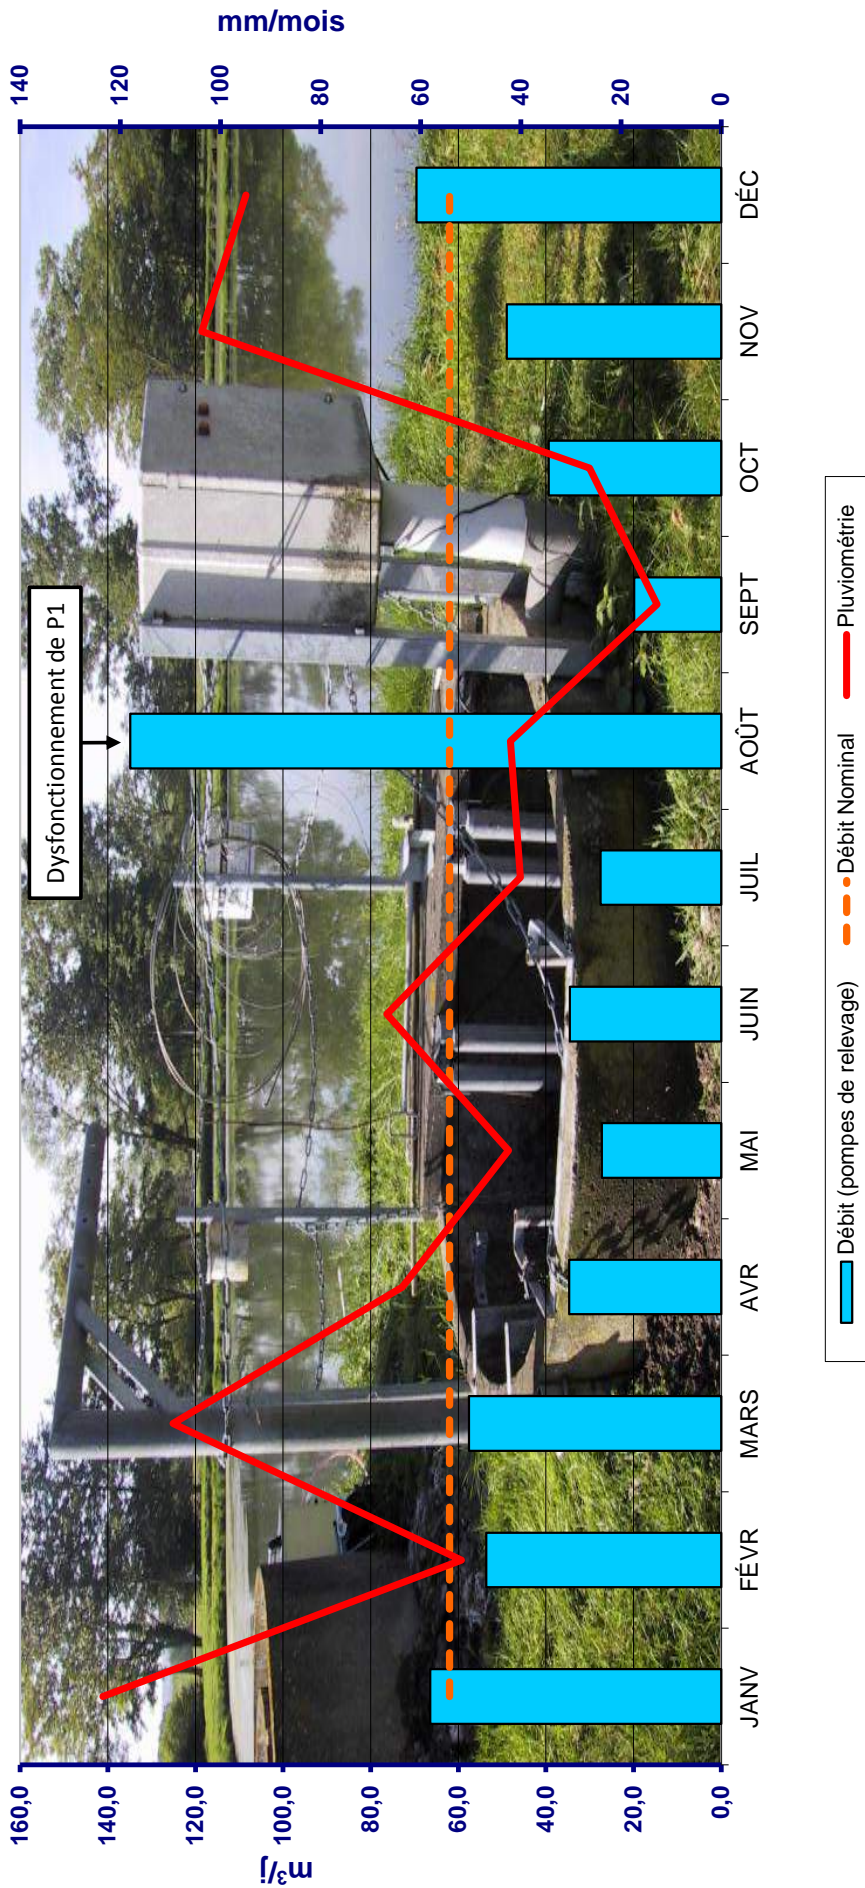 mm/mois
m³/j
160,0
140,0
120,0
100,0
80,0
60,0
40,0
20,0
0,0
140
120
100
80
60
40
20
0
Dysfonctionnement de P1
JANV
FÉVR
MARS
AVR
MAI
JUIN
JUIL
AOÛT
SEPT
OCT
NOV
DÉC
Débit (pompes de relevage)
Débit Nominal
Pluviométrie